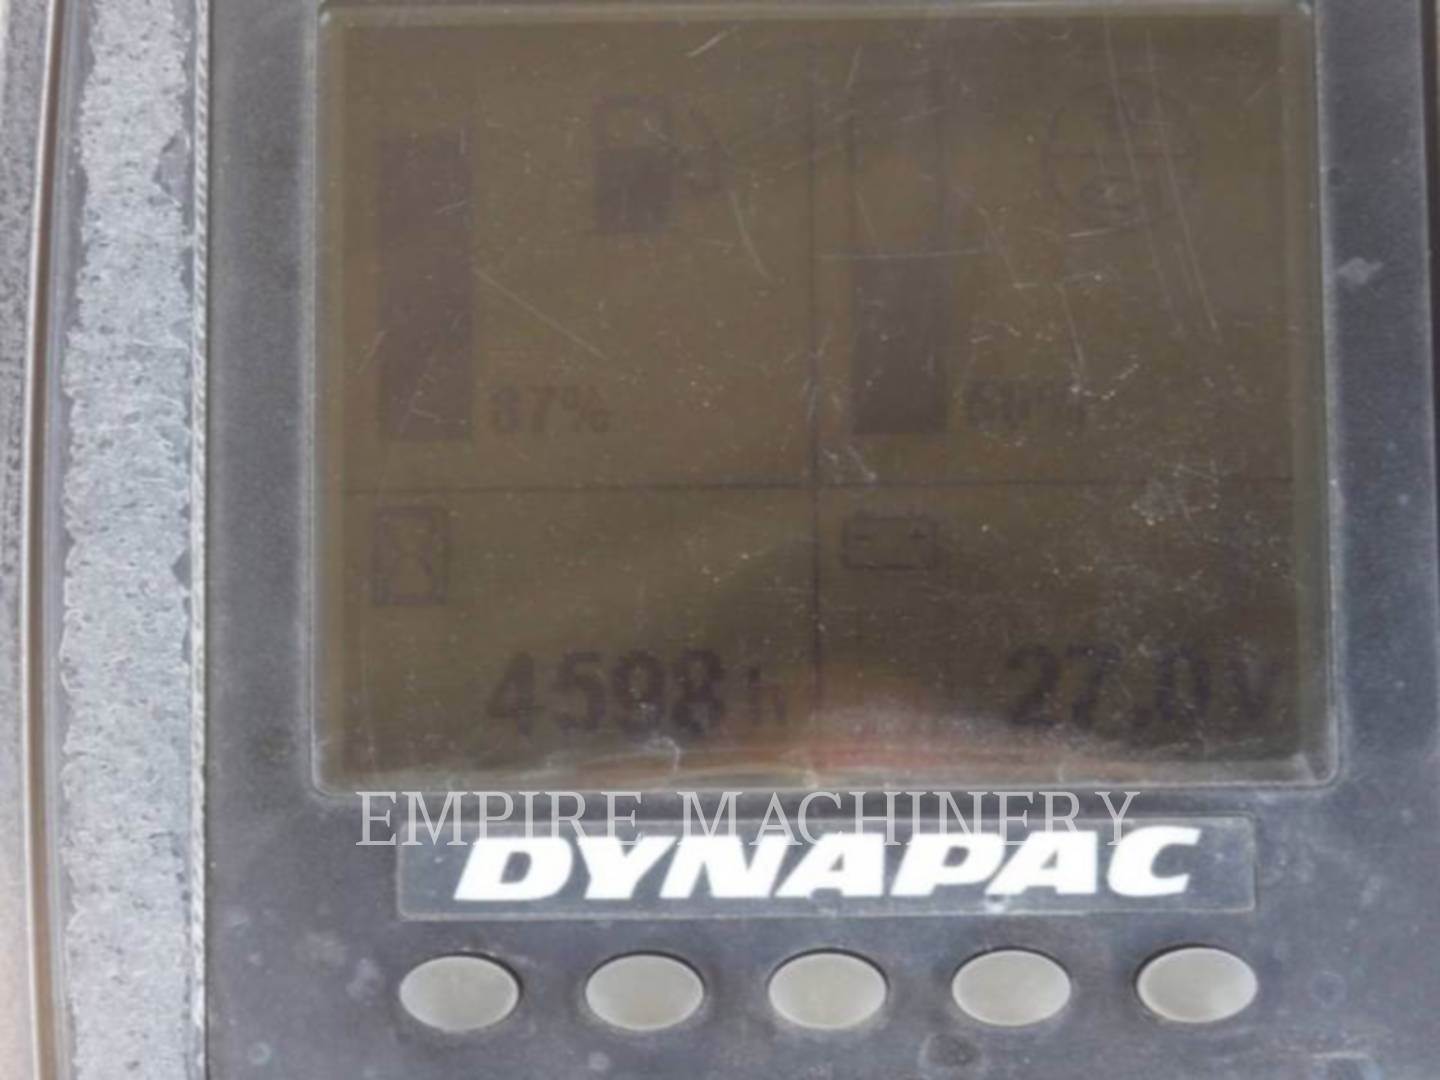 87%
4598 h
27.0 V
EMPIRE MACHINERY
DYNAPAC